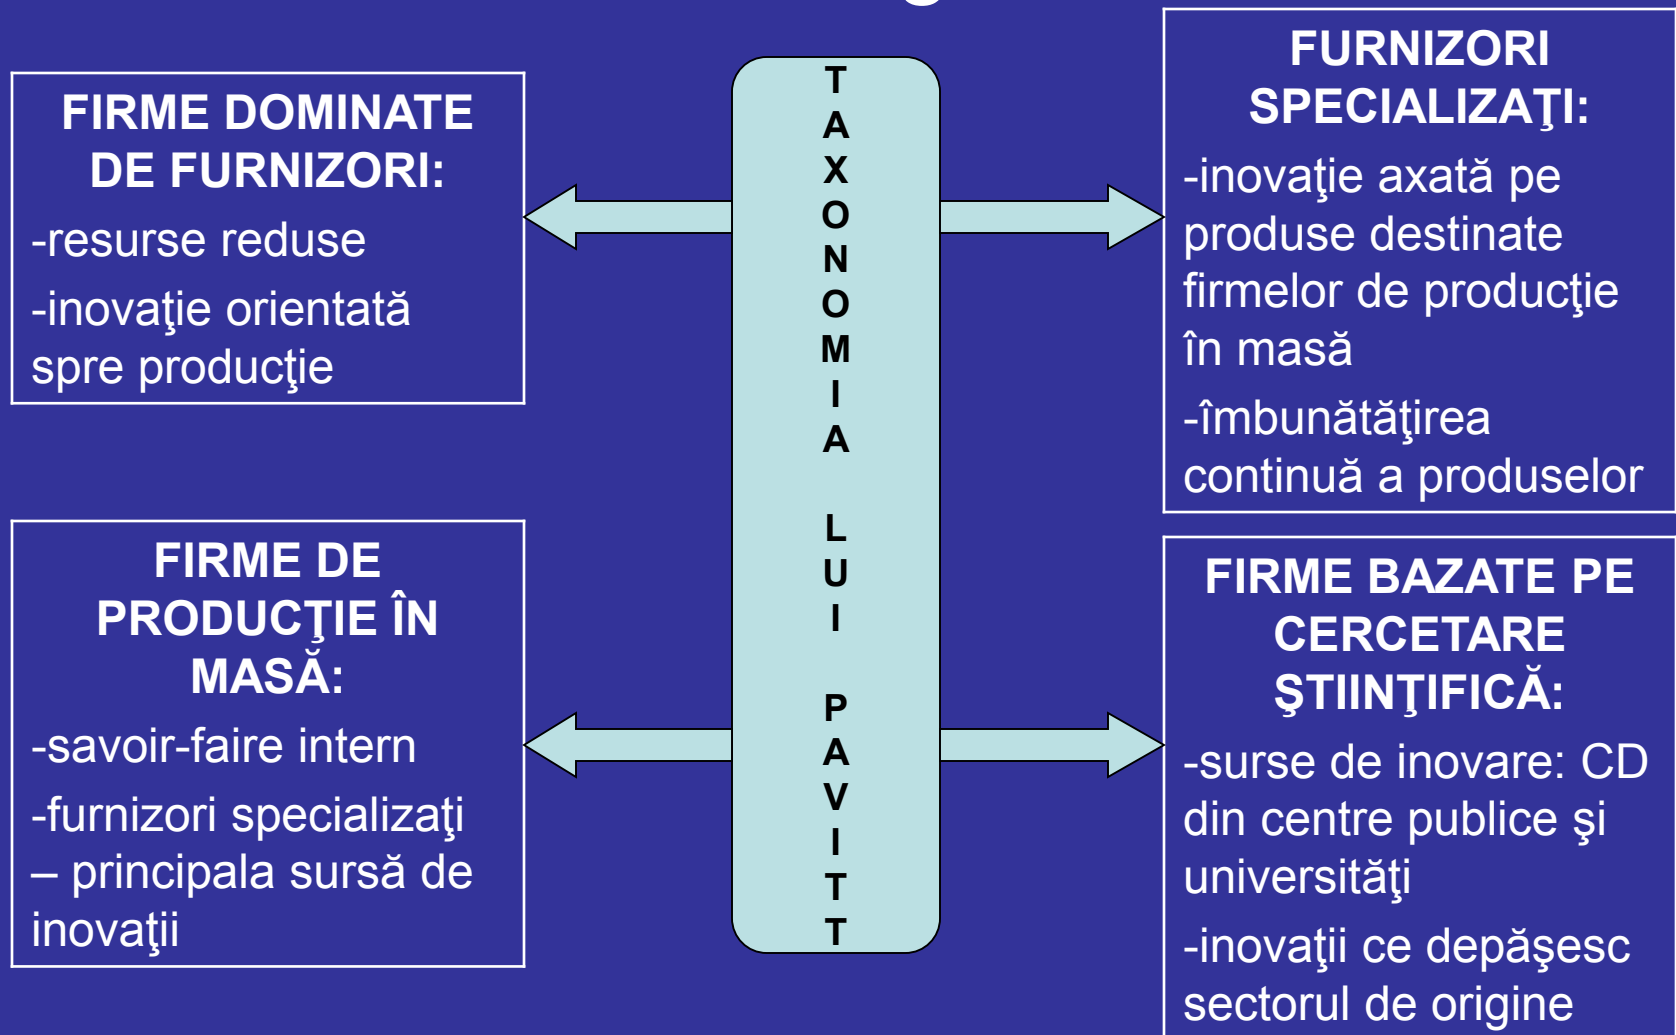 FIRME DOMINATE
DE FURNIZORI:
-resurse reduse
-inovaţie orientată
spre producţie
FIRME DE
PRODUCŢIE ÎN
MASĂ:
-savoir-faire intern
-furnizori specializaţi
– principala sursă de
inovaţii
T
A
X
O
N
O
M
I
A
L
U
I
P
A
V
I
T
T
FURNIZORI
SPECIALIZAŢI:
-inovaţie axată pe
produse destinate
firmelor de producţie
în masă
-îmbunătăţirea
continuă a produselor
FIRME BAZATE PE
CERCETARE
ŞTIINŢIFICĂ:
-surse de inovare: CD
din centre publice şi
universităţi
-inovaţii ce depăşesc
sectorul de origine